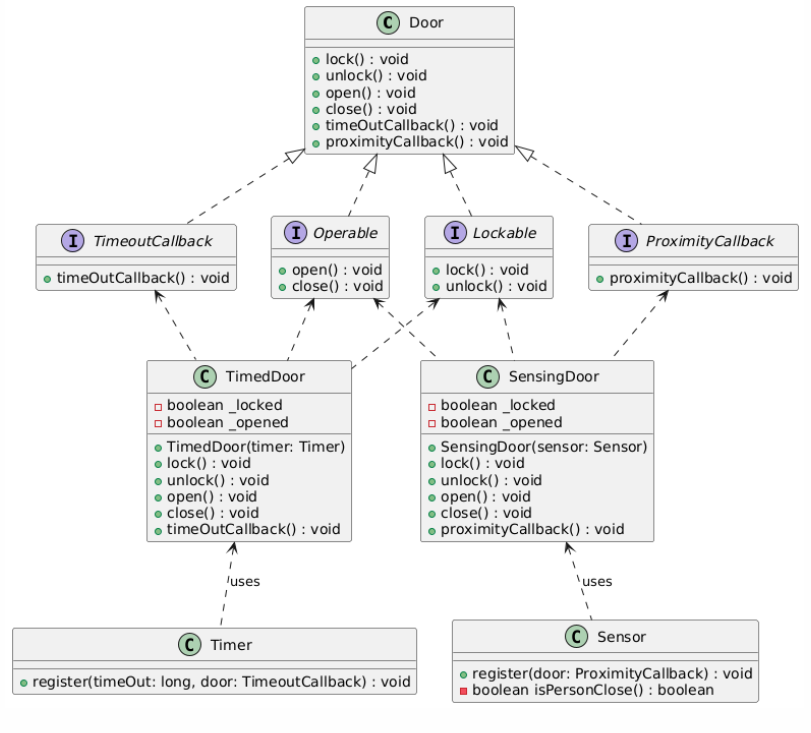 C Door
+ lock() : void
+ unlock() : void
+ open() : void
+ close() : void
+ timeOutCallback() : void
+ proximityCallback() : void
I TimeoutCallback
timeOutCallback() : void
I Operable
open() : void
close() : void
I Lockable
lock() : void
unlock() : void
I ProximityCallback
proximityCallback() : void
C TimedDoor
boolean _locked
boolean _opened
TimedDoor(timer: Timer)
lock() : void
unlock() : void
open() : void
close() : void
timeOutCallback() : void
C SensingDoor
boolean _locked
boolean _opened
SensingDoor(sensor: Sensor)
lock() : void
unlock() : void
open() : void
close() : void
proximityCallback() : void
uses
uses
C Timer
register(timeOut: long, door: TimeoutCallback) : void
C Sensor
register(door: ProximityCallback) : void
boolean isPersonClose() : boolean